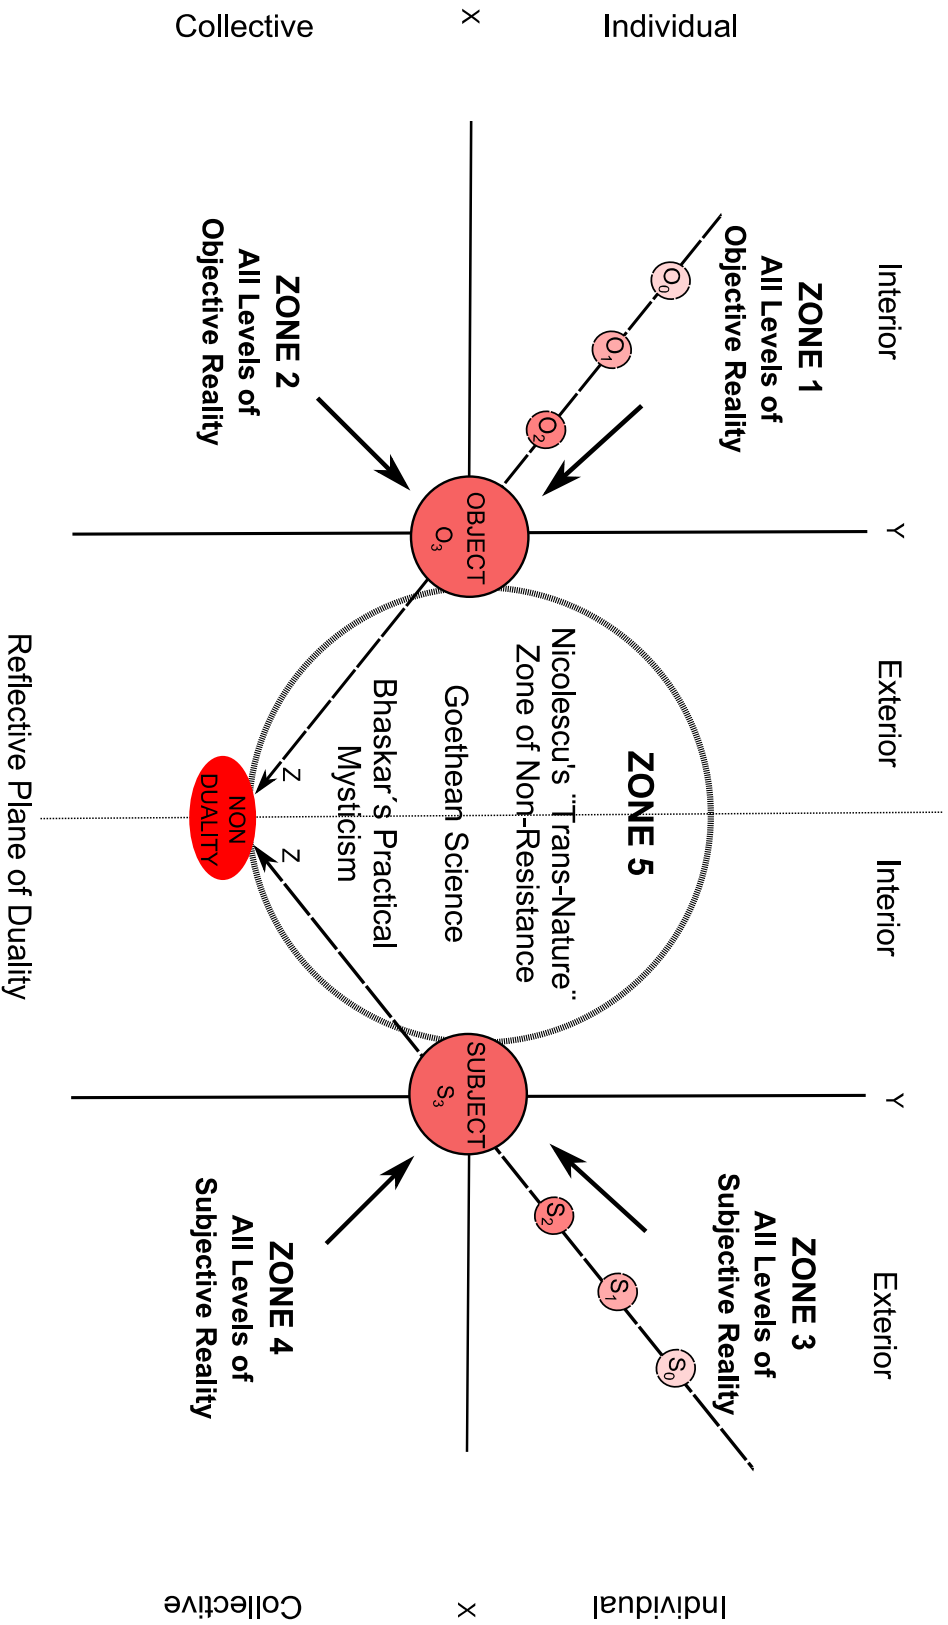 Interior
Exterior
Interior
Exterior
Y
Y
Individual
X
Collective
ZONE 1
All Levels of
Objective Reality
O0
O1
O2
ZONE 2
All Levels of
Objective Reality
OBJECT
O3
ZONE 5
Nicolescu's ¨Trans-Nature¨
Zone of Non-Resistance
Goethean Science
Bhaskar´s Practical
Mysticism
Z
Z
NON
DUALITY
SUBJECT
S3
ZONE 3
All Levels of
Subjective Reality
S2
S1
S0
ZONE 4
All Levels of
Subjective Reality
Individual
X
Collective
Reflective Plane of Duality